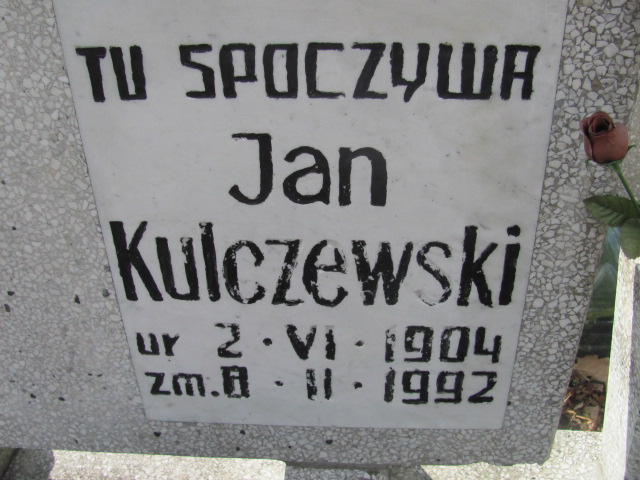 TU SPOCZYWA
Jan
Kulczewski
ur 2 · VI · 1904
zm. 8 · II · 1992